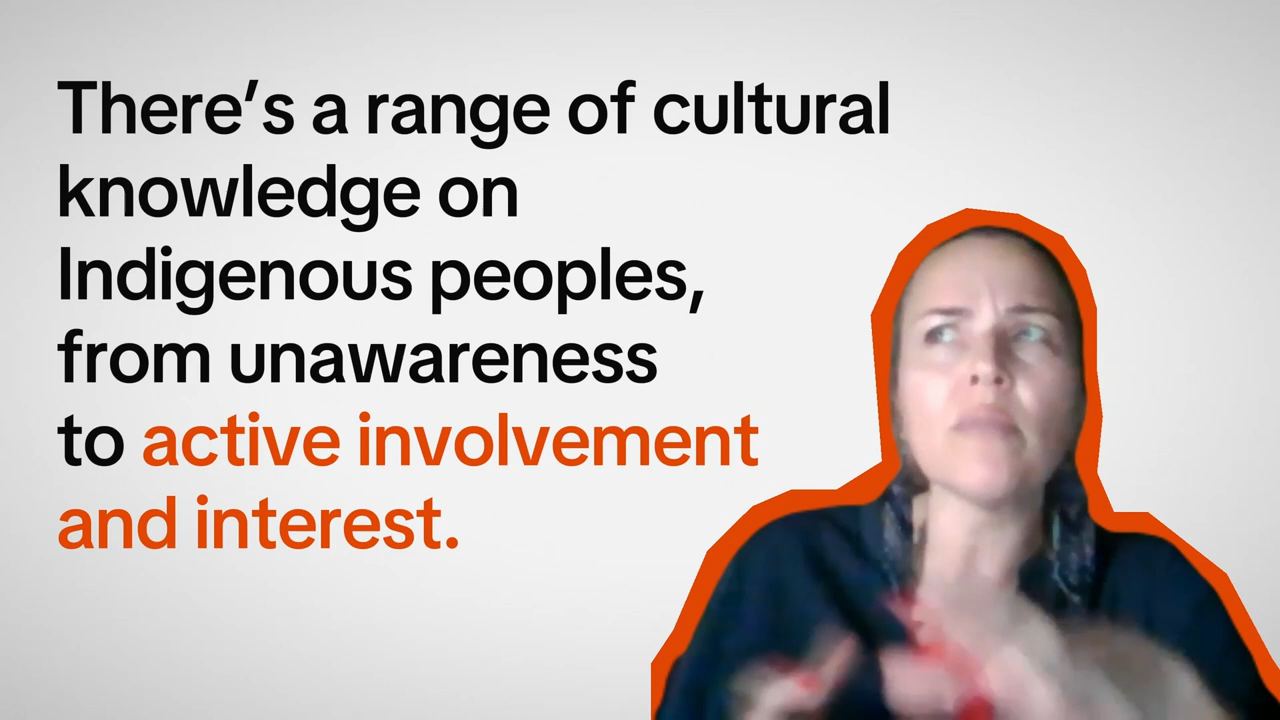 There’s a range of cultural
knowledge on
Indigenous peoples,
from unawareness
to active involvement
and interest.